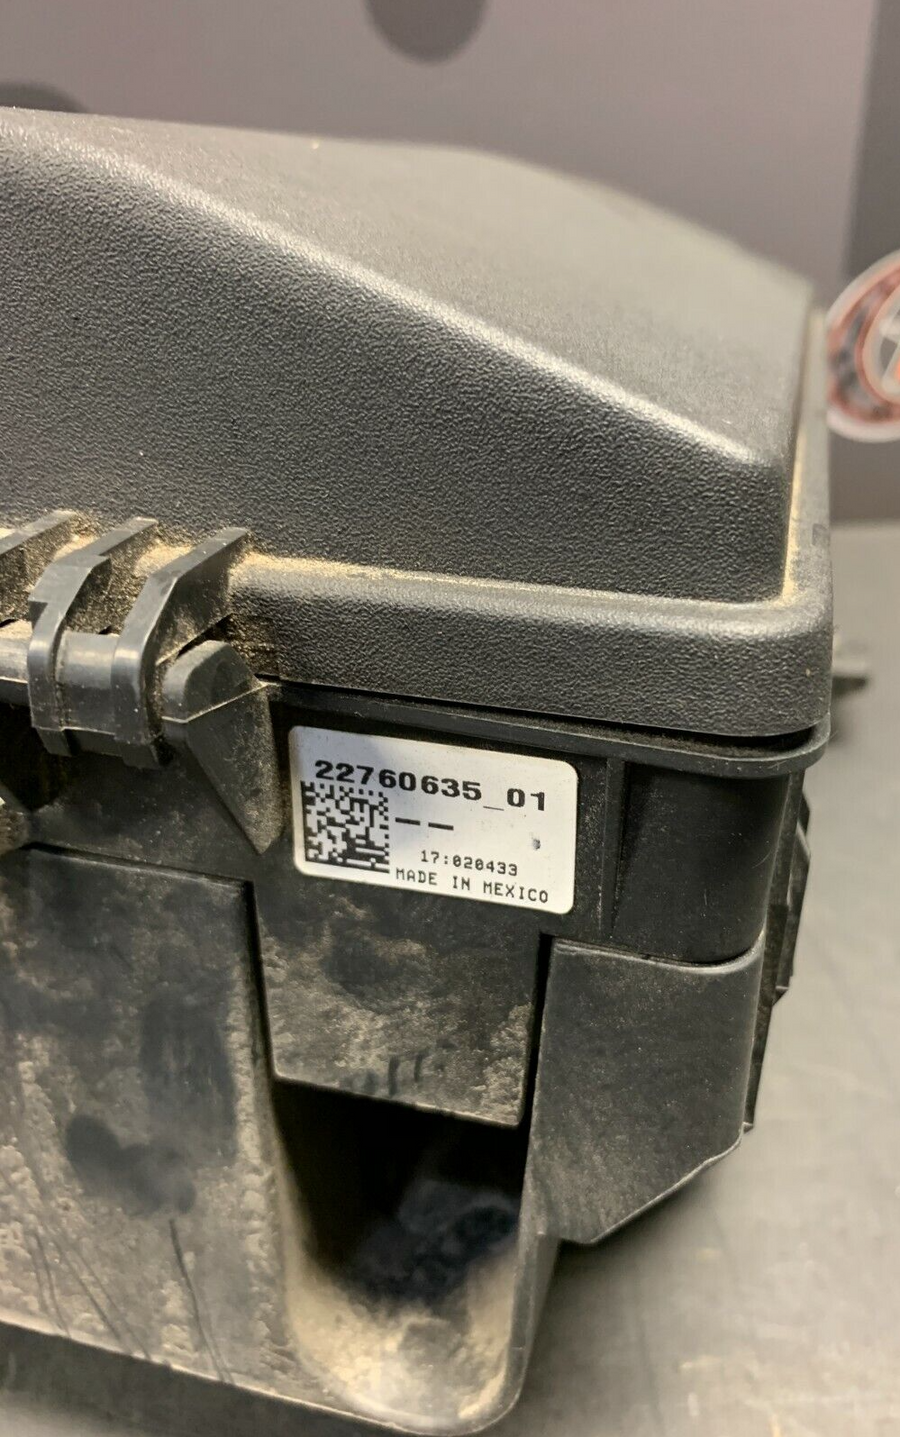 22760635_01
--
17:020433
MADE IN MEXICO